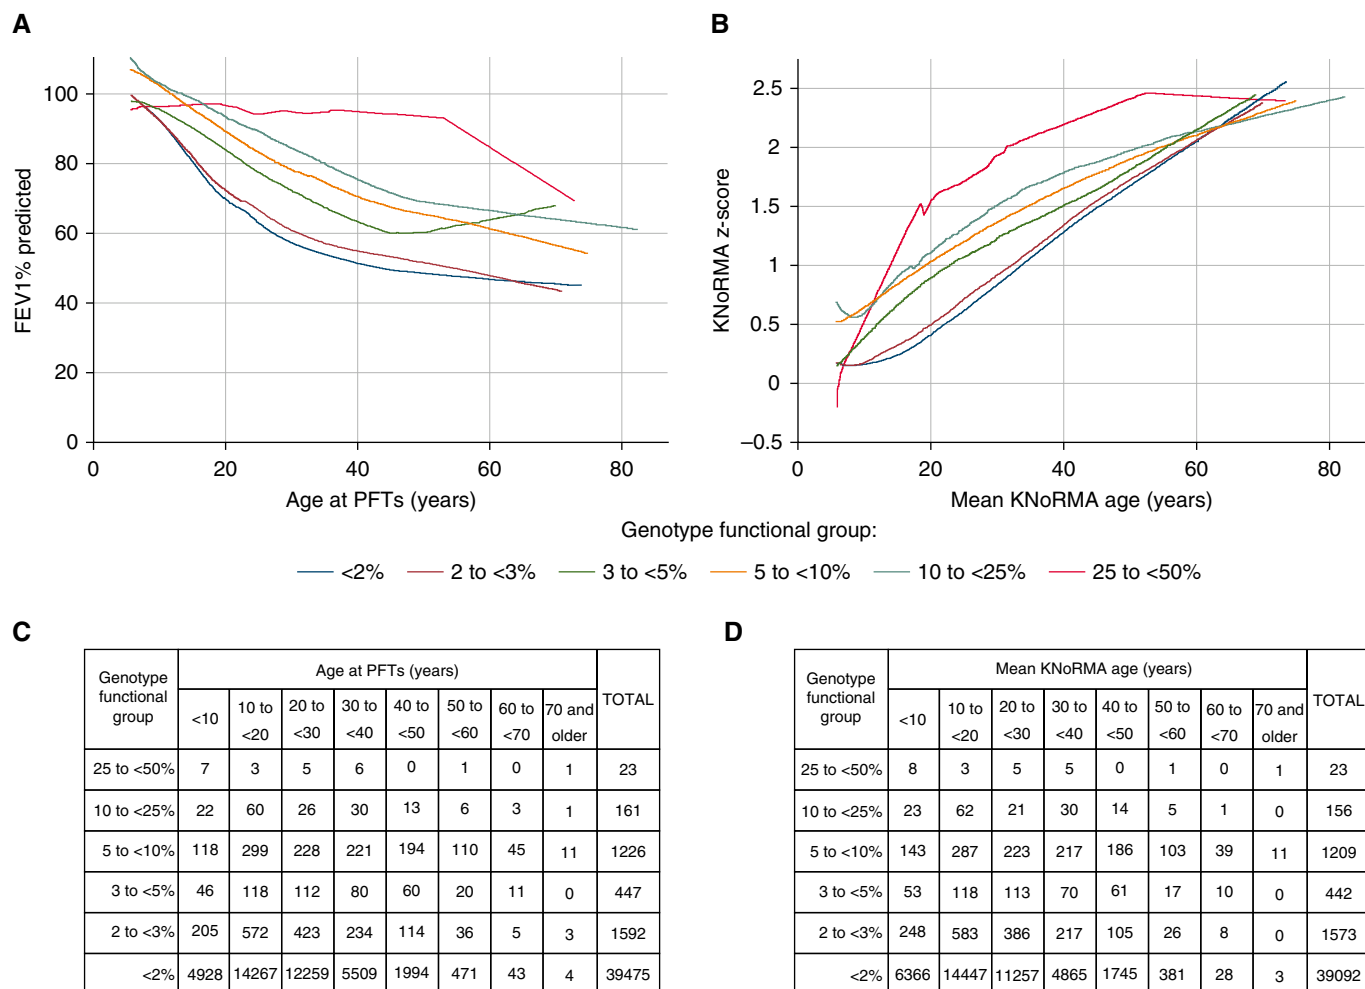 A
B
100
80
60
40
20
0
FEV1% predicted
0 20 40 60 80
Age at PFTs (years)
2.5
2
1.5
1
0.5
0
–0.5
KNoRMA z-score
0 20 40 60 80
Mean KNoRMA age (years)
Genotype functional group:
<2% 2 to <3% 3 to <5% 5 to <10% 10 to <25% 25 to <50%
C
Genotype functional group Age at PFTs (years) TOTAL
<10 10 to <20 20 to <30 30 to <40 40 to <50 50 to <60 60 to <70 70 and older
25 to <50% 7 3 5 6 0 1 0 1 23
10 to <25% 22 60 26 30 13 6 3 1 161
5 to <10% 118 299 228 221 194 110 45 11 1226
3 to <5% 46 118 112 80 60 20 11 0 447
2 to <3% 205 572 423 234 114 36 5 3 1592
<2% 4928 14267 12259 5509 1994 471 43 4 39475
D
Genotype functional group Mean KNoRMA age (years) TOTAL
<10 10 to <20 20 to <30 30 to <40 40 to <50 50 to <60 60 to <70 70 and older
25 to <50% 8 3 5 5 0 1 0 1 23
10 to <25% 23 62 21 30 14 5 1 0 156
5 to <10% 143 287 223 217 186 103 39 11 1209
3 to <5% 53 118 113 70 61 17 10 0 442
2 to <3% 248 583 386 217 105 26 8 0 1573
<2% 6366 14447 11257 4865 1745 381 28 3 39092